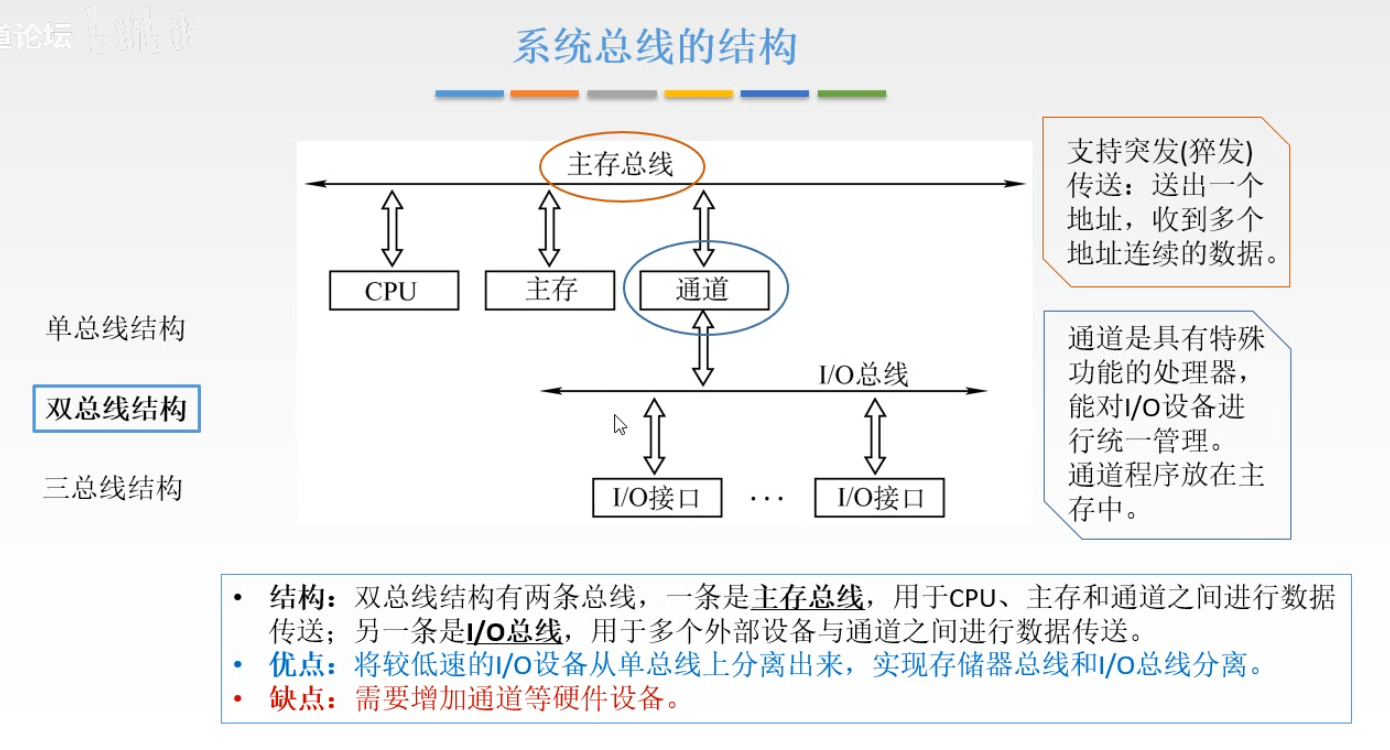 道论坛 bilibili
系统总线的结构
主存总线
CPU
主存
通道
I/O总线
I/O接口
···
I/O接口
单总线结构
双总线结构
三总线结构
支持突发(猝发)
传送：送出一个
地址，收到多个
地址连续的数据。
通道是具有特殊
功能的处理器，
能对I/O设备进
行统一管理。
通道程序放在主
存中。
• 结构：双总线结构有两条总线，一条是主存总线，用于CPU、主存和通道之间进行数据
传送；另一条是I/O总线，用于多个外部设备与通道之间进行数据传送。
• 优点：将较低速的I/O设备从单总线上分离出来，实现存储器总线和I/O总线分离。
• 缺点：需要增加通道等硬件设备。